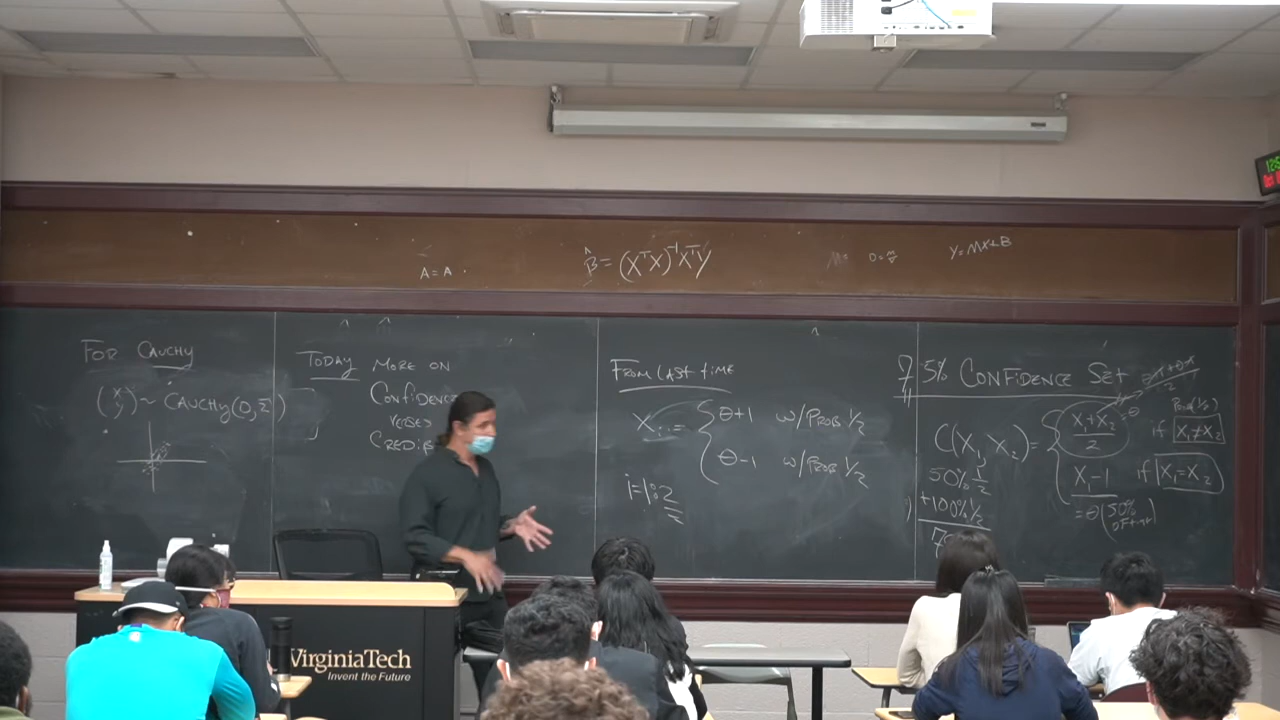 A = A
B̂ = (XᵀX)⁻¹XᵀY
Y = MX + B
FOR CAUCHY
(X Y) ~ CAUCHY(0, Σ)
TODAY MORE ON
CONFIDENCE
VERSES
CREDIB
FROM LAST TIME
Xᵢ := { θ+1 W/PROB 1/2
θ-1 W/PROB 1/2
i=1:2
75% CONFIDENCE SET
C(X₁, X₂) = { X₁+X₂ / 2 if X₁≠X₂
X₁-1 if X₁=X₂
= θ (50% OF TIME)
50% 1/2
+100% 1/2
VirginiaTech
Invent the Future